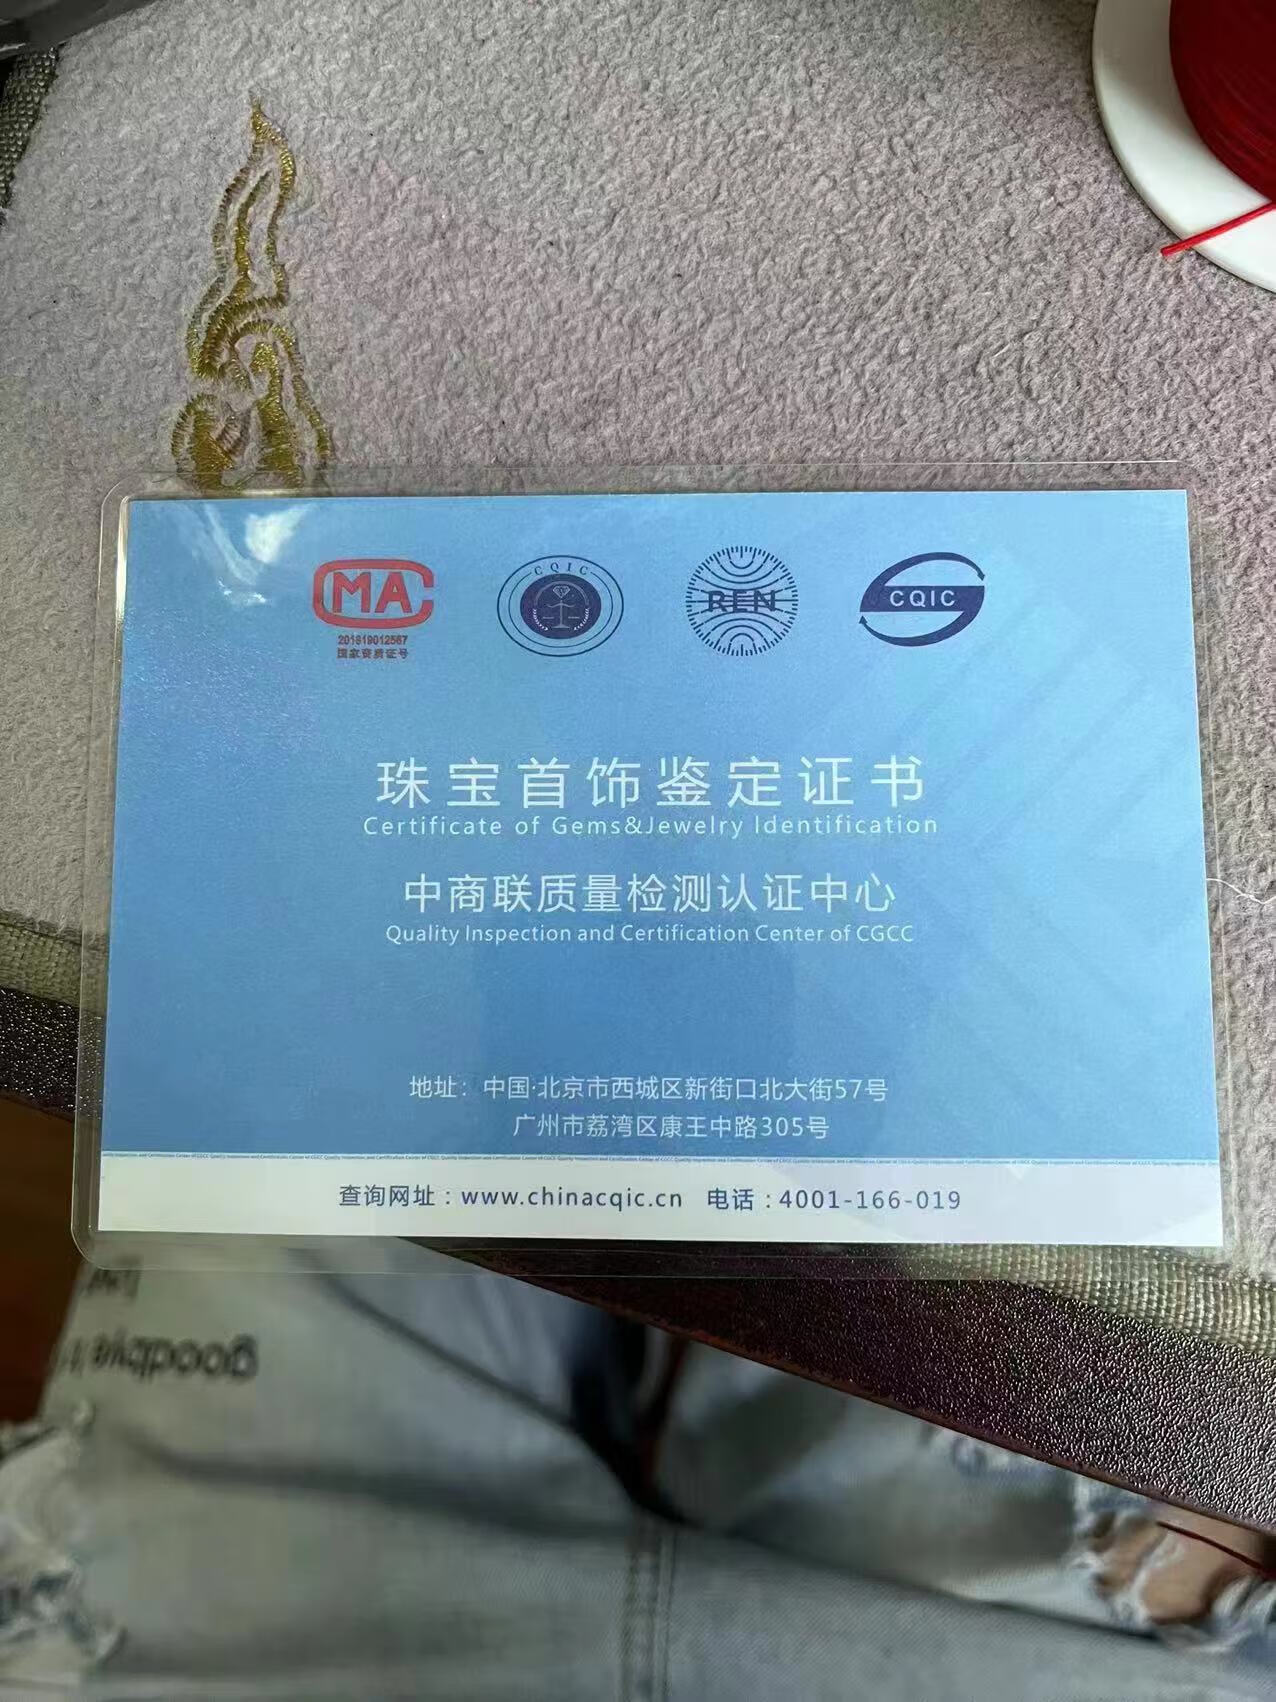 MA
201819012567
国家资质证号
CQIC
REN
CQIC
珠宝首饰鉴定证书
Certificate of Gems&Jewelry Identification
中商联质量检测认证中心
Quality Inspection and Certification Center of CGCC
地址：中国·北京市西城区新街口北大街57号
广州市荔湾区康王中路305号
查询网址：www.chinacqic.cn 电话：4001-166-019
goodbye